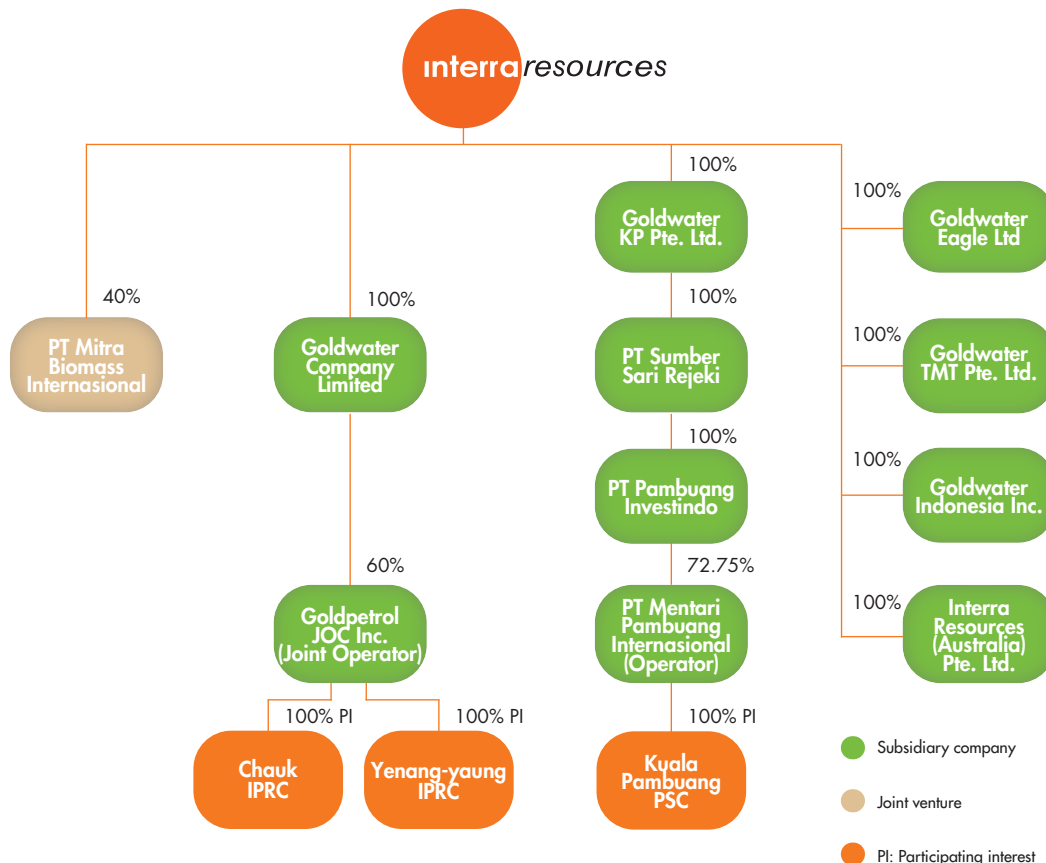 interraresources
100%
100%
Goldwater
KP Pte. Ltd.
Goldwater
Eagle Ltd
40%
100%
100%
100%
PT Mitra
Biomass
Internasional
Goldwater
Company
Limited
PT Sumber
Sari Rejeki
Goldwater
TMT Pte. Ltd.
100%
100%
PT Pambuang
Investindo
Goldwater
Indonesia Inc.
60%
72.75%
100%
Goldpetrol
JOC Inc.
(Joint Operator)
PT Mentari
Pambuang
Internasional
(Operator)
Interra
Resources
(Australia)
Pte. Ltd.
100% PI
100% PI
100% PI
Chauk
IPRC
Yenang-yaung
IPRC
Kuala
Pambuang
PSC
Subsidiary company
Joint venture
PI: Participating interest